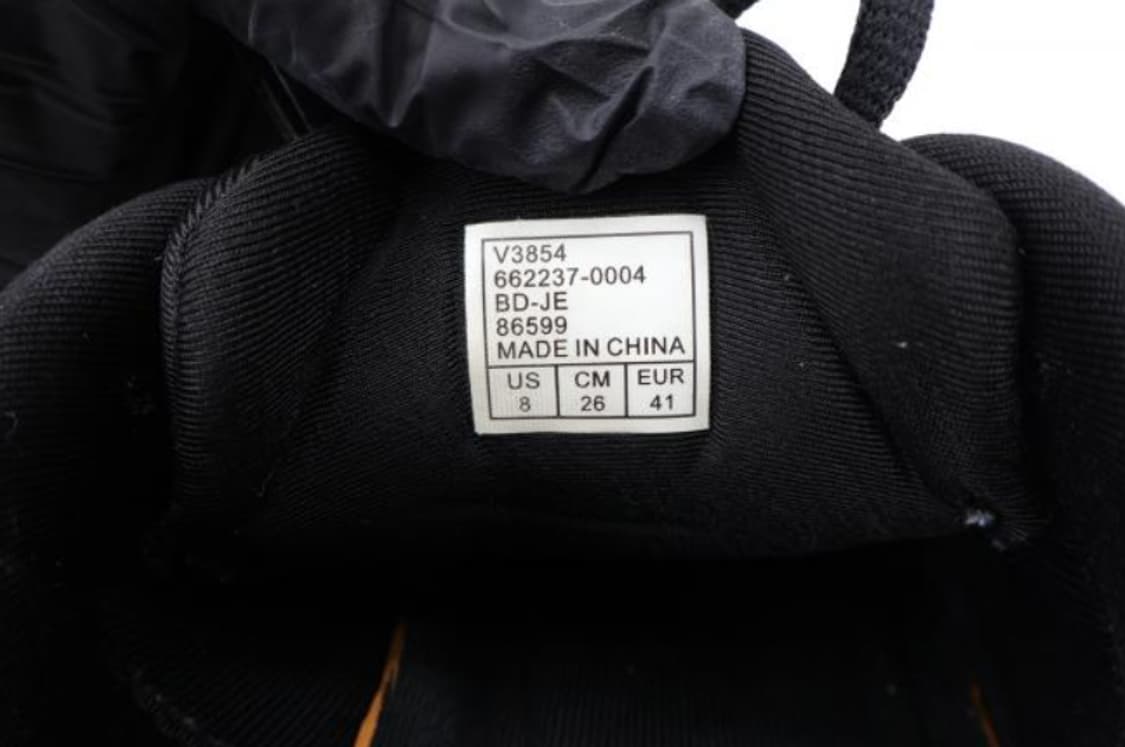 V3854
662237-0004
BD-JE
86599
MADE IN CHINA
US CM EUR
8 26 41